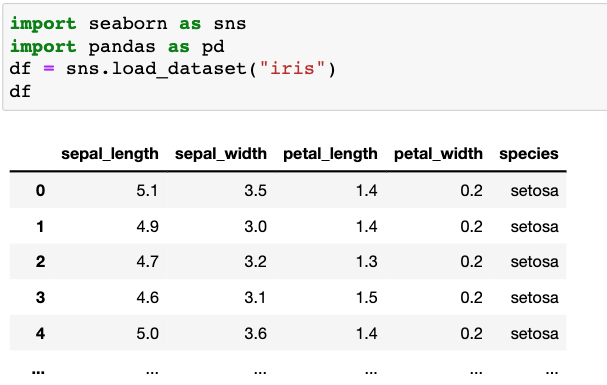 import seaborn as sns
import pandas as pd
df = sns.load_dataset("iris")
df
sepal_length sepal_width petal_length petal_width species
0 5.1 3.5 1.4 0.2 setosa
1 4.9 3.0 1.4 0.2 setosa
2 4.7 3.2 1.3 0.2 setosa
3 4.6 3.1 1.5 0.2 setosa
4 5.0 3.6 1.4 0.2 setosa
... ... ... ... ... ...